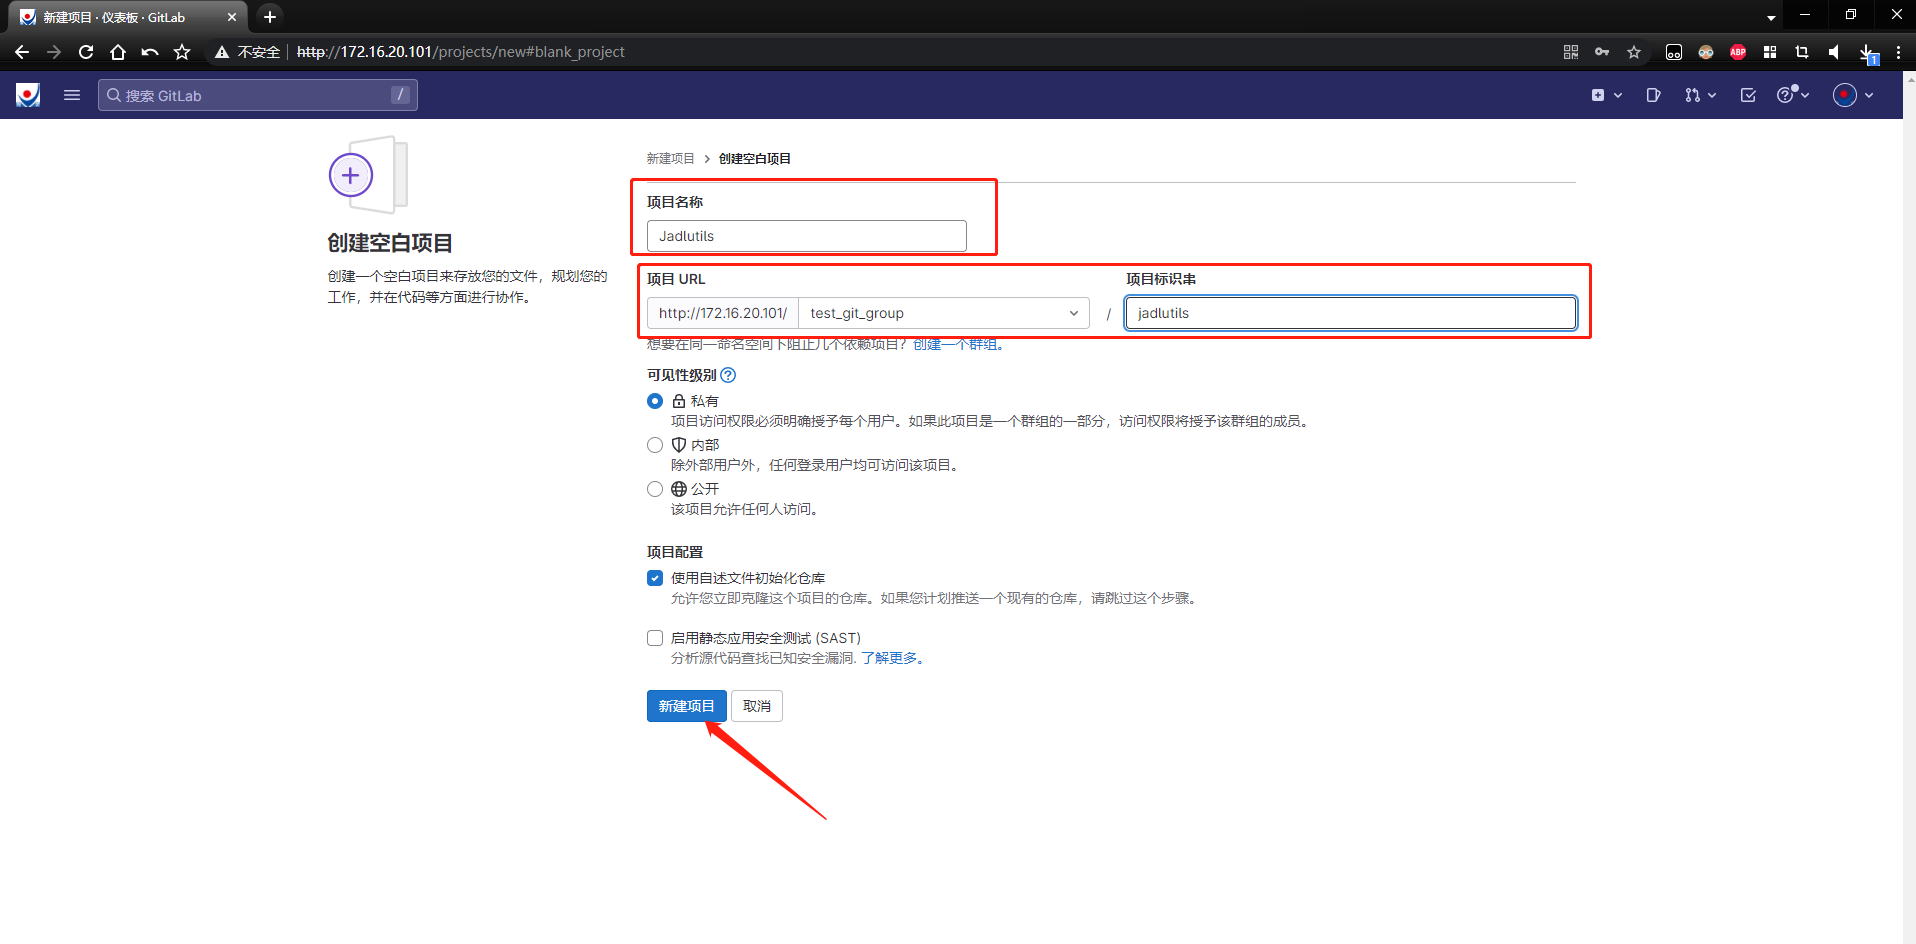 新建项目 · 仪表板 · GitLab
不安全 http://172.16.20.101/projects/new#blank_project
ABP
1
搜索 GitLab /
新建项目 > 创建空白项目
创建空白项目
创建一个空白项目来存放您的文件，规划您的
工作，并在代码等方面进行协作。
项目名称
Jadlutils
项目 URL 项目标识串
http://172.16.20.101/ test_git_group / jadlutils
想要在同一命名空间下阻止几个依赖项目？创建一个群组。
可见性级别
私有
项目访问权限必须明确授予每个用户。如果此项目是一个群组的一部分，访问权限将授予该群组的成员。
内部
除外部用户外，任何登录用户均可访问该项目。
公开
该项目允许任何人访问。
项目配置
使用自述文件初始化仓库
允许您立即克隆这个项目的仓库。如果您计划推送一个现有的仓库，请跳过这个步骤。
启用静态应用安全测试 (SAST)
分析源代码查找已知安全漏洞. 了解更多。
新建项目 取消